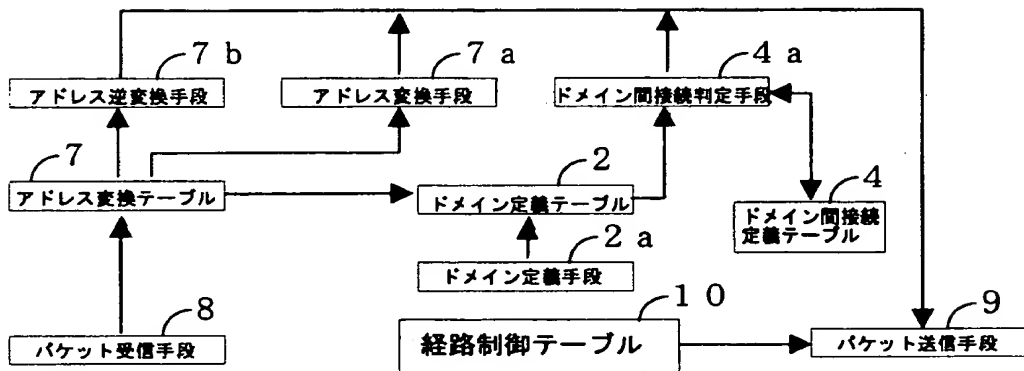 7 b
7 a
4 a
アドレス逆変換手段
アドレス変換手段
ドメイン間接続判定手段
7
2
4
アドレス変換テーブル
ドメイン定義テーブル
ドメイン間接続
定義テーブル
2 a
ドメイン定義手段
8
10
9
パケット受信手段
経路制御テーブル
パケット送信手段